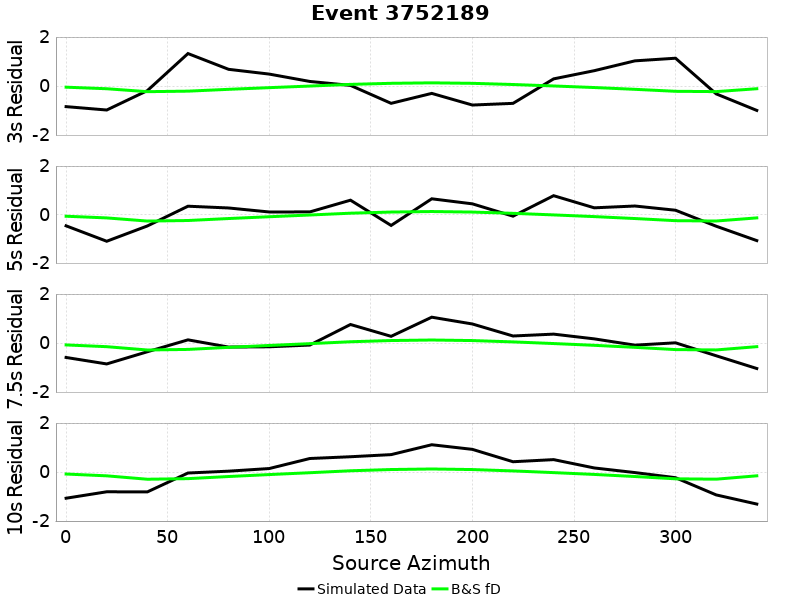 Event 3752189
3s Residual
2
0
-2
5s Residual
2
0
-2
7.5s Residual
2
0
-2
10s Residual
2
0
-2
0 50 100 150 200 250 300
Source Azimuth
Simulated Data B&S fD